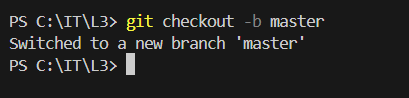 PS C:\IT\L3> git checkout -b master
Switched to a new branch 'master'
PS C:\IT\L3>